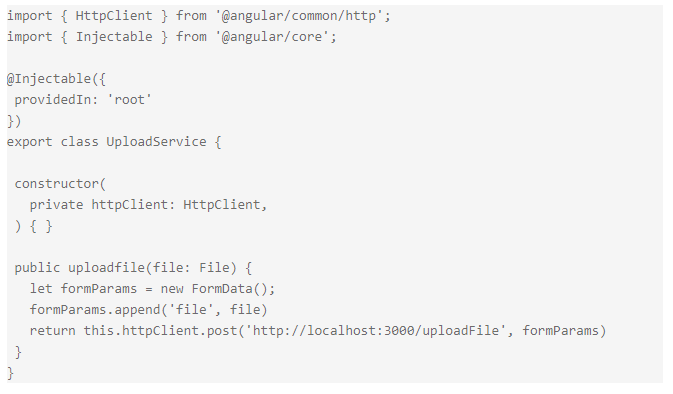 import { HttpClient } from '@angular/common/http';
import { Injectable } from '@angular/core';

@Injectable({
 providedIn: 'root'
})
export class UploadService {

 constructor(
   private httpClient: HttpClient,
 ) { }

 public uploadfile(file: File) {
   let formParams = new FormData();
   formParams.append('file', file)
   return this.httpClient.post('http://localhost:3000/uploadFile', formParams)
 }
}